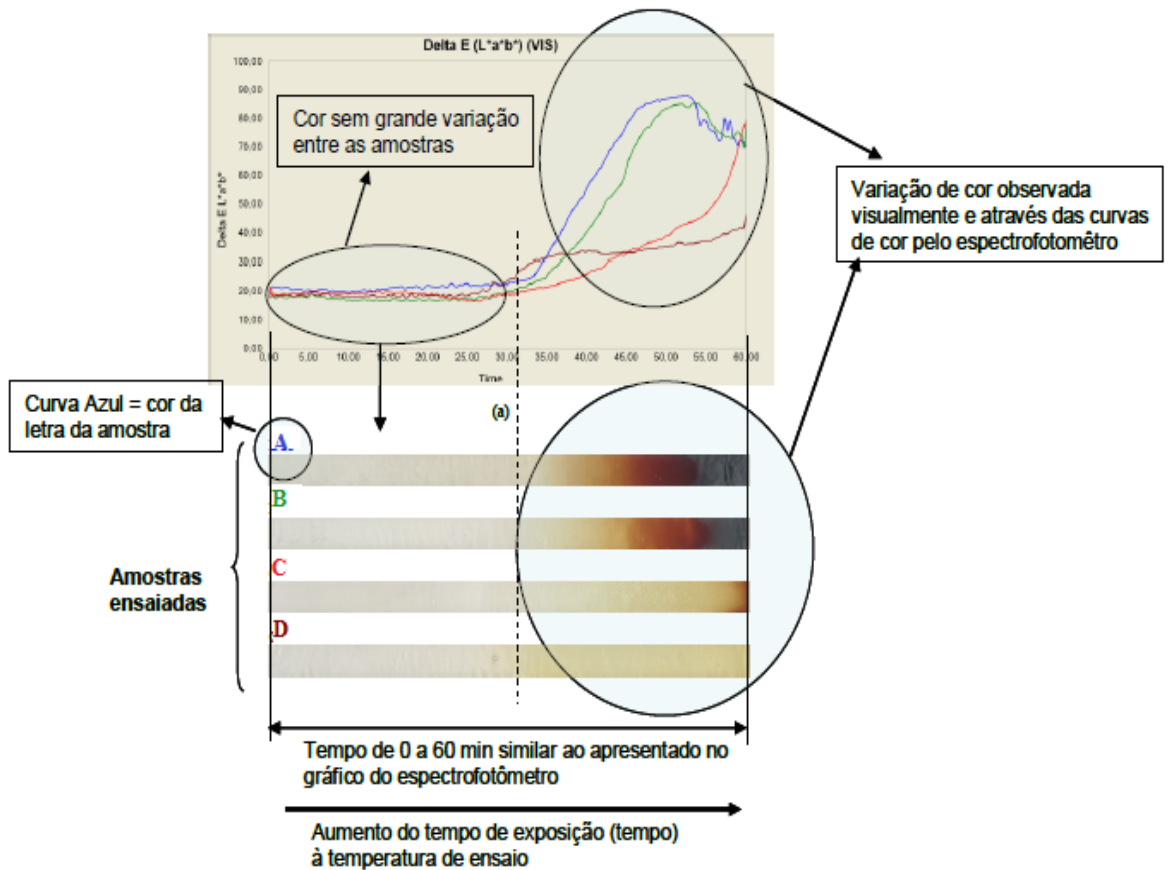 Delta E (L*a*b*) (VIS)
100,00
90,00
80,00
70,00
60,00
50,00
40,00
30,00
20,00
10,00
0,00
Delta E L*a*b*
0,00 5,00 10,00 15,00 20,00 25,00 30,00 35,00 40,00 45,00 50,00 55,00 60,00
Time
Cor sem grande variação
entre as amostras
Variação de cor observada
visualmente e através das curvas
de cor pelo espectrofotomêtro
(a)
Curva Azul = cor da
letra da amostra
A
B
C
D
Amostras
ensaiadas
Tempo de 0 a 60 min similar ao apresentado no
gráfico do espectrofotômetro
Aumento do tempo de exposição (tempo)
à temperatura de ensaio